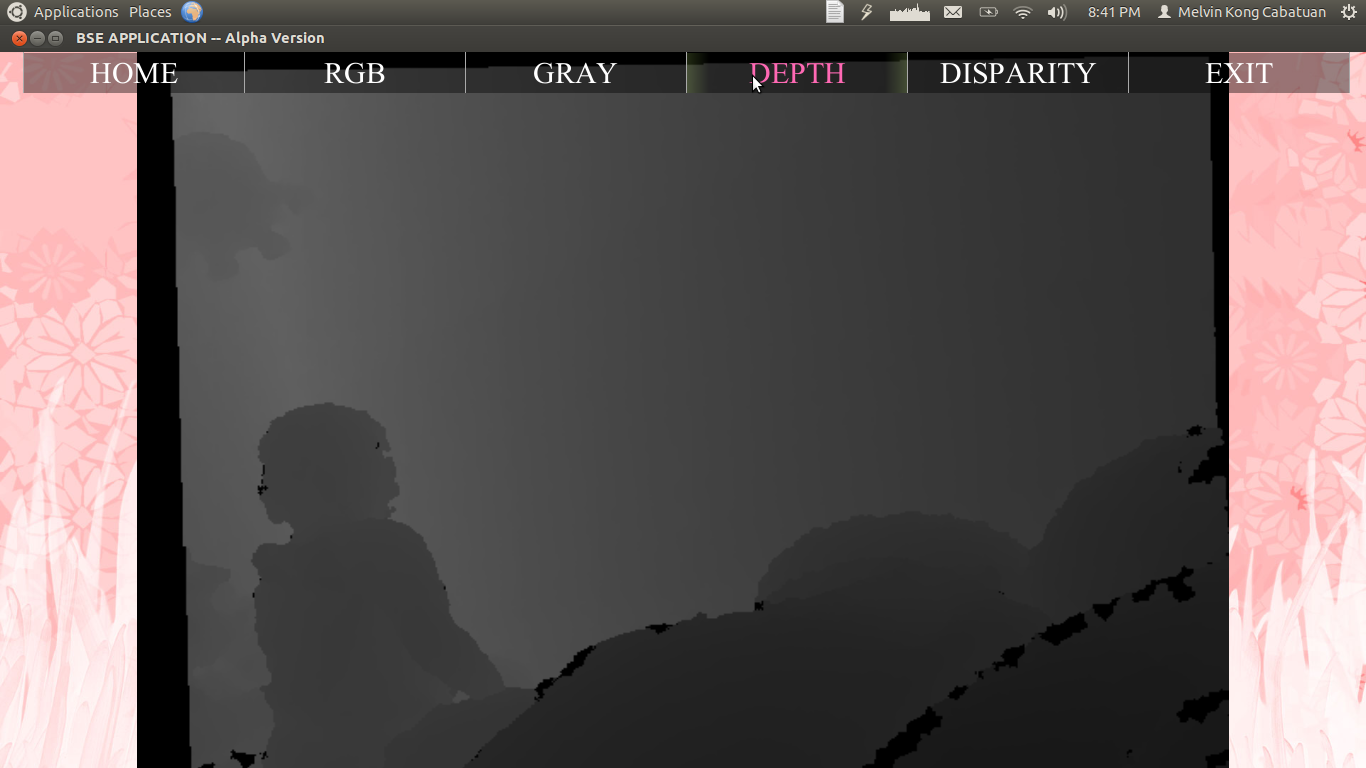 Applications Places 8:41 PM Melvin Kong Cabatuan
BSE APPLICATION -- Alpha Version
HOME RGB GRAY DEPTH DISPARITY EXIT